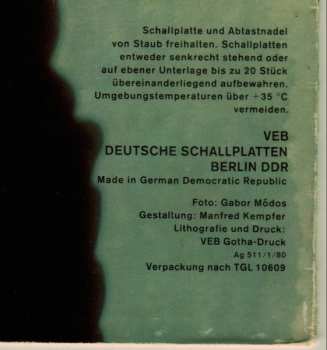 Schallplatte und Abtastnadel
von Staub freihalten. Schallplatten
entweder senkrecht stehend oder
auf ebener Unterlage bis zu 20 Stück
übereinanderliegend aufbewahren.
Umgebungstemperaturen über +35 °C
vermeiden.
VEB
DEUTSCHE SCHALLPLATTEN
BERLIN DDR
Made in German Democratic Republic
Foto: Gabor Módos
Gestaltung: Manfred Kempfer
Lithografie und Druck:
VEB Gotha-Druck
Ag 511/1/80
Verpackung nach TGL 10609